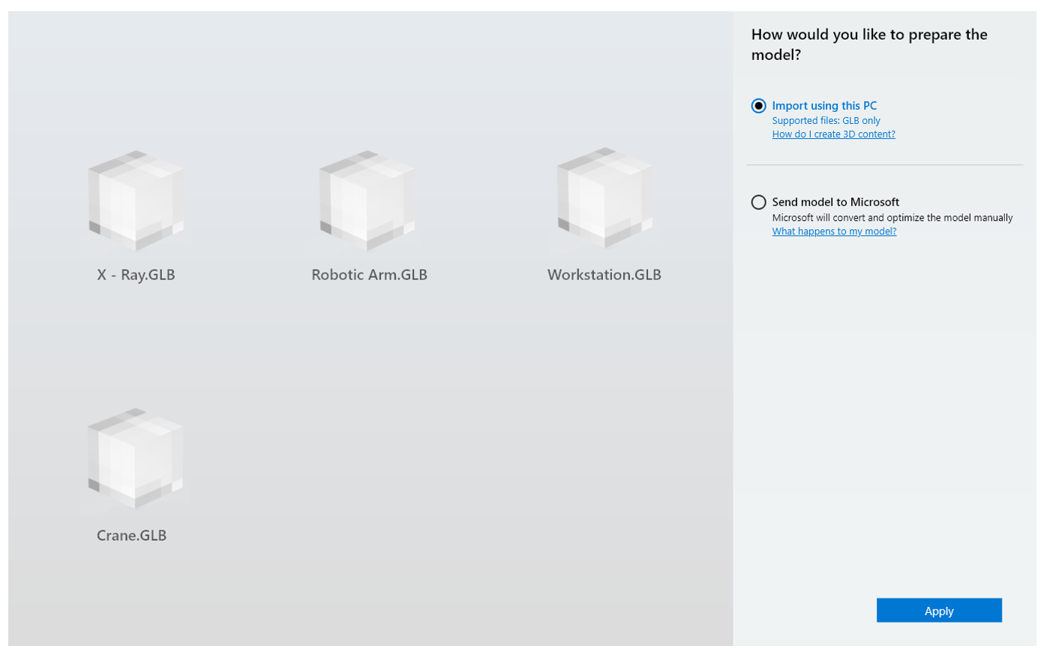 X - Ray.GLB
Robotic Arm.GLB
Workstation.GLB
Crane.GLB
How would you like to prepare the
model?
Import using this PC
Supported files: GLB only
How do I create 3D content?
Send model to Microsoft
Microsoft will convert and optimize the model manually
What happens to my model?
Apply